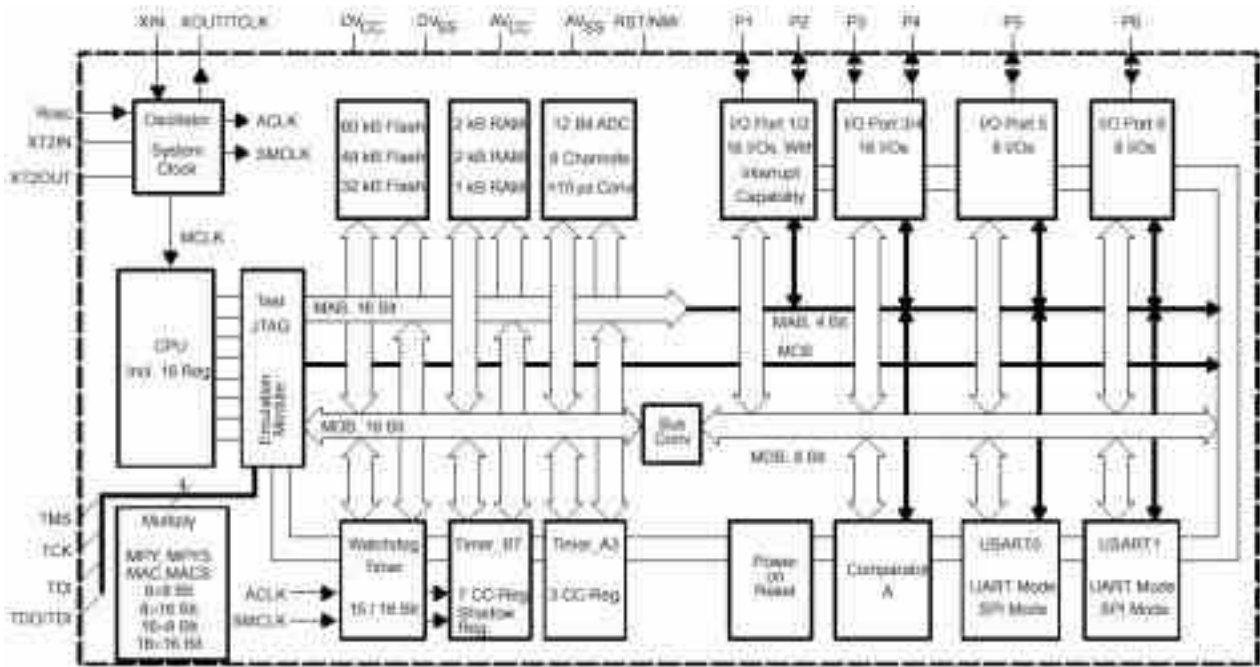 XIN
XOUT/TCLK
DVCC
DVSS
AVCC
AVSS
RST/NMI
P1
P2
P3
P4
P5
P6
Rosc
XT2IN
XT2OUT
Oscillator
System
Clock
ACLK
SMCLK
60 kB Flash
48 kB Flash
32 kB Flash
2 kB RAM
2 kB RAM
1 kB RAM
12 Bit ADC
8 Channels
<10 µs Conv
I/O Port 1/2
16 I/Os, With
Interrupt
Capability
I/O Port 3/4
16 I/Os
I/O Port 5
8 I/Os
I/O Port 6
8 I/Os
MCLK
CPU
Incl. 16 Reg
Test
JTAG
Emulation
Module
MAB, 16 Bit
MAB, 4 Bit
MCB
MDB, 16 Bit
Bus
Conv
MDB, 8 Bit
TMS
TCK
TDI
TDO/TDI
Multiply
MPY, MPYS
MAC,MACS
8×8 Bit
8×16 Bit
16×8 Bit
16×16 Bit
ACLK
SMCLK
Watchdog
Timer
15 / 16 Bit
Timer_B7
7 CC-Reg
Shadow
Reg.
Timer_A3
3 CC-Reg
Power
on
Reset
Comparator
A
USART0
UART Mode
SPI Mode
USART1
UART Mode
SPI Mode